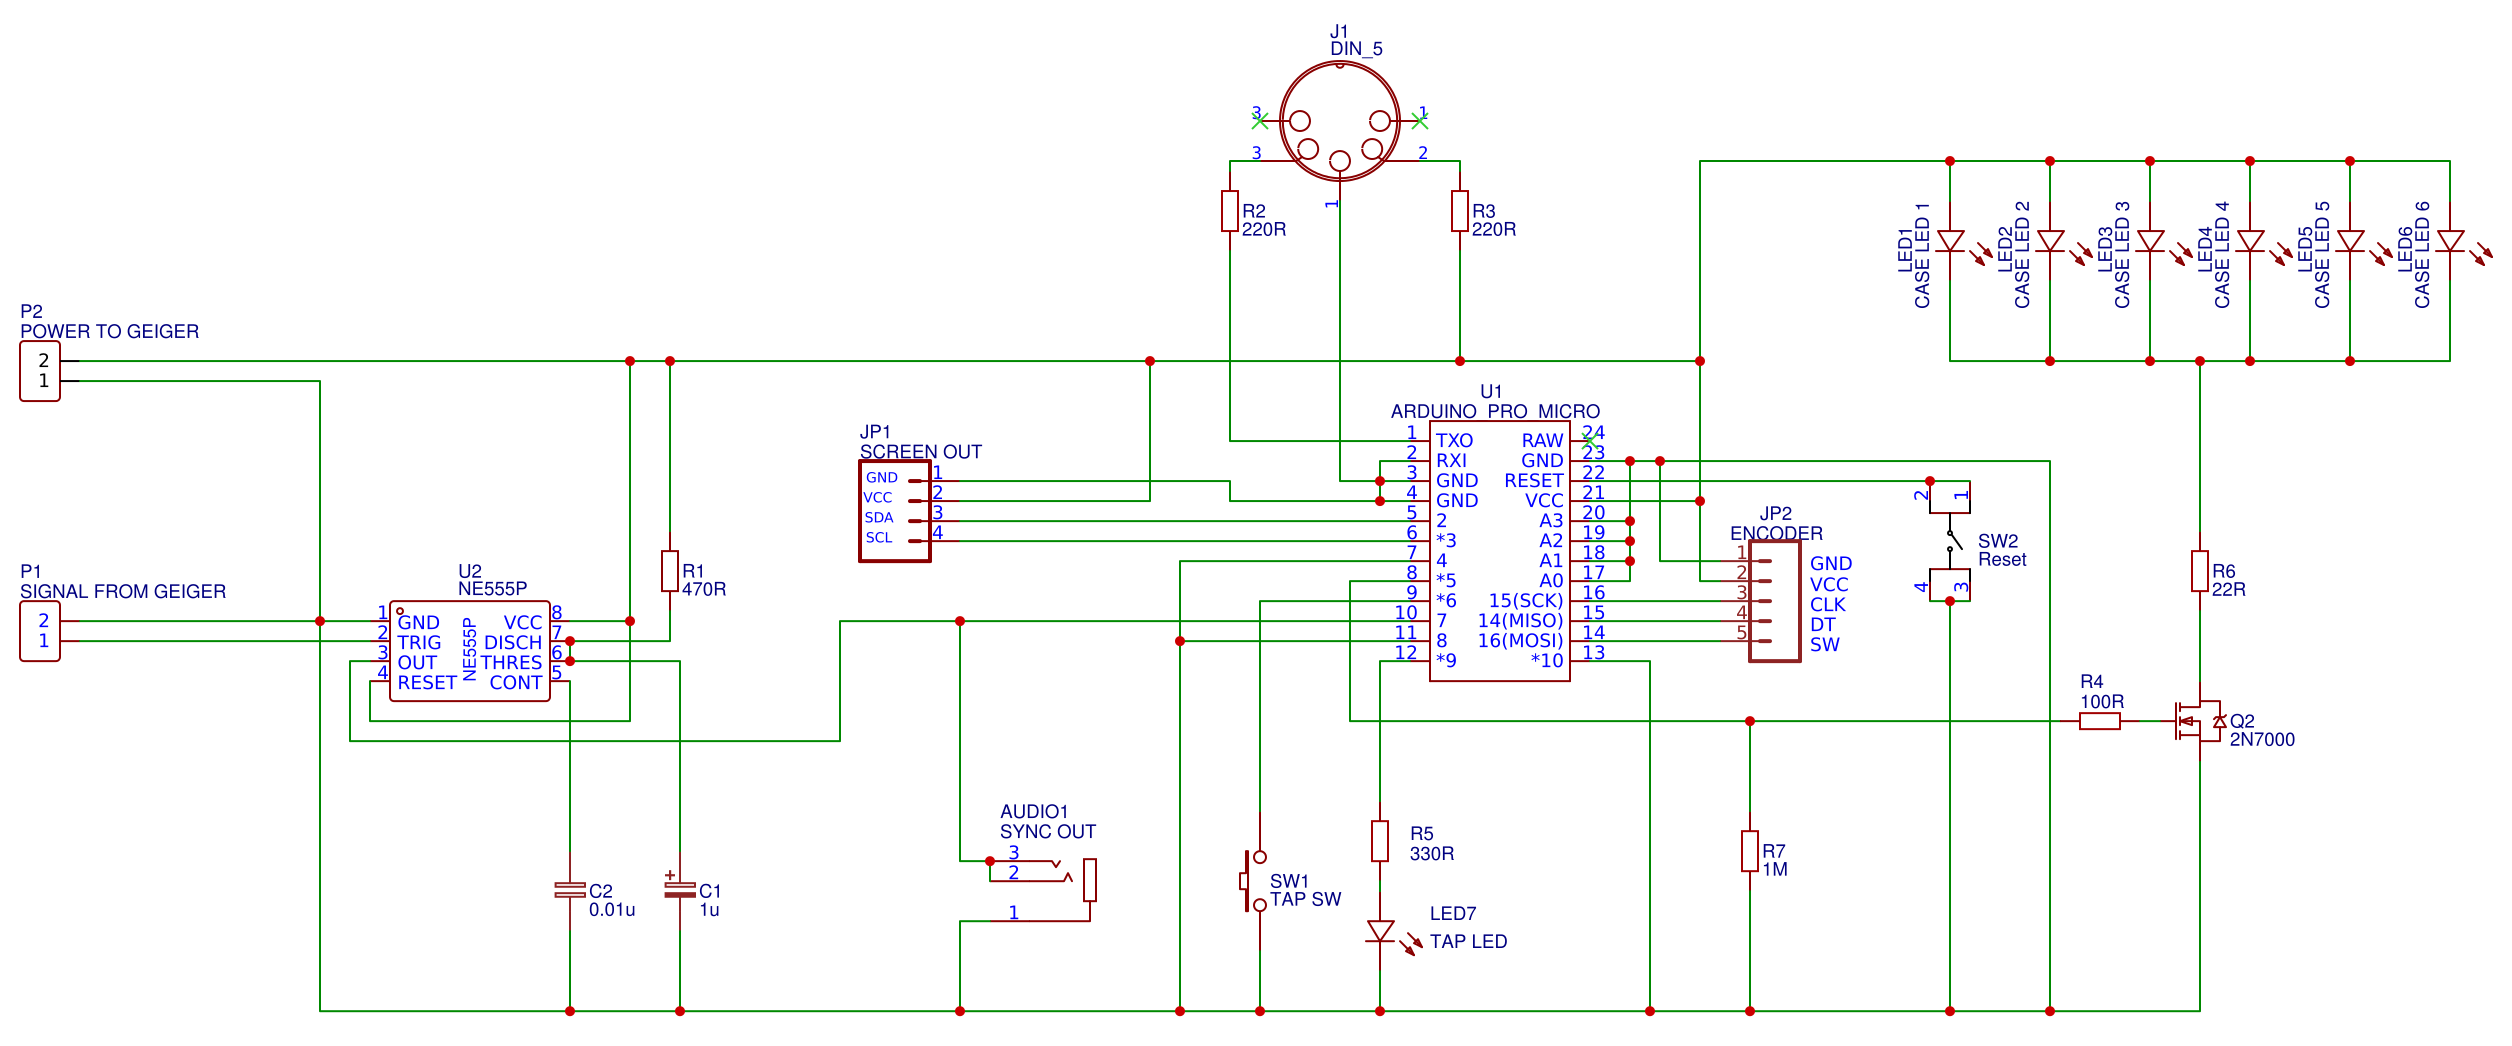 J1
DIN_5
3
1
3
2
1
R2
220R
R3
220R
LED1
CASE LED 1
LED2
CASE LED 2
LED3
CASE LED 3
LED4
CASE LED 4
LED5
CASE LED 5
LED6
CASE LED 6
P2
POWER TO GEIGER
2
1
P1
SIGNAL FROM GEIGER
2
1
U2
NE555P
NE555P
1 GND
2 TRIG
3 OUT
4 RESET
VCC 8
DISCH 7
THRES 6
CONT 5
R1
470R
JP1
SCREEN OUT
GND 1
VCC 2
SDA 3
SCL 4
U1
ARDUINO PRO MICRO
1 TXO RAW 24
2 RXI GND 23
3 GND RESET 22
4 GND VCC 21
5 2 A3 20
6 *3 A2 19
7 4 A1 18
8 *5 A0 17
9 *6 15(SCK) 16
10 7 14(MISO) 15
11 8 16(MOSI) 14
12 *9 *10 13
JP2
ENCODER
1 GND
2 VCC
3 CLK
4 DT
5 SW
2
1
SW2
Reset
4
3
R6
22R
R4
100R
Q2
2N7000
C2
0.01u
+
C1
1u
AUDIO1
SYNC OUT
3
2
1
SW1
TAP SW
R5
330R
LED7
TAP LED
R7
1M